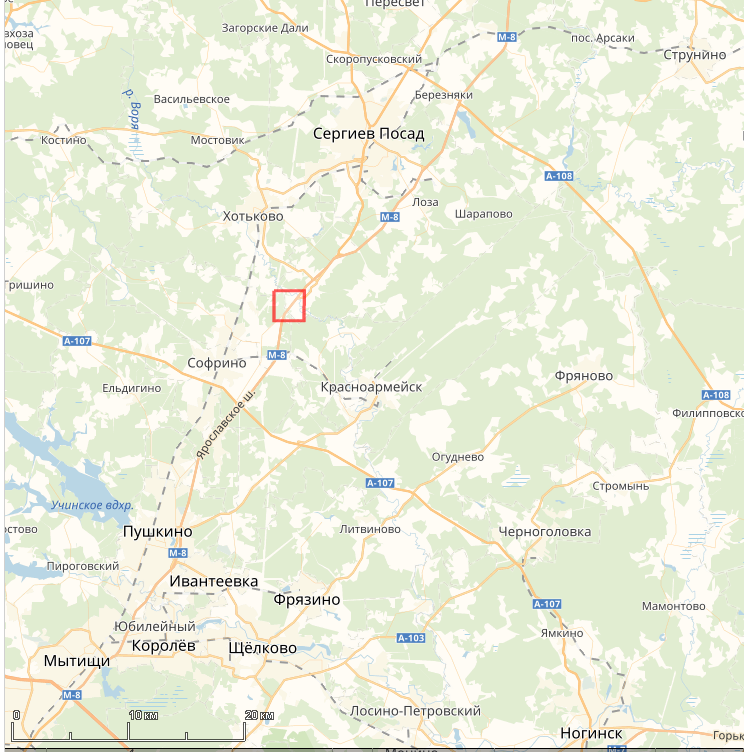 Пересвет
Загорские Дали
М-8
пос. Арсаки
Струнино
Скоропусковский
Васильевское
Березняки
р. Воря
Сергиев Посад
Костино
Мостовик
А-108
Лоза
Хотьково
М-8
Шарапово
А-107
М-8
Софрино
Ельдигино
Красноармейск
Фряново
А-108
Ярославское ш.
Огуднево
А-107
Стромынь
Учинское вдхр.
Пушкино
Литвиново
Черноголовка
М-8
Пироговский
Ивантеевка
Фрязино
А-107
Мамонтово
Юбилейный
Королёв
А-103
Ямкино
Щёлково
Мытищи
М-8
Лосино-Петровский
0
10 км
20 км
Ногинск